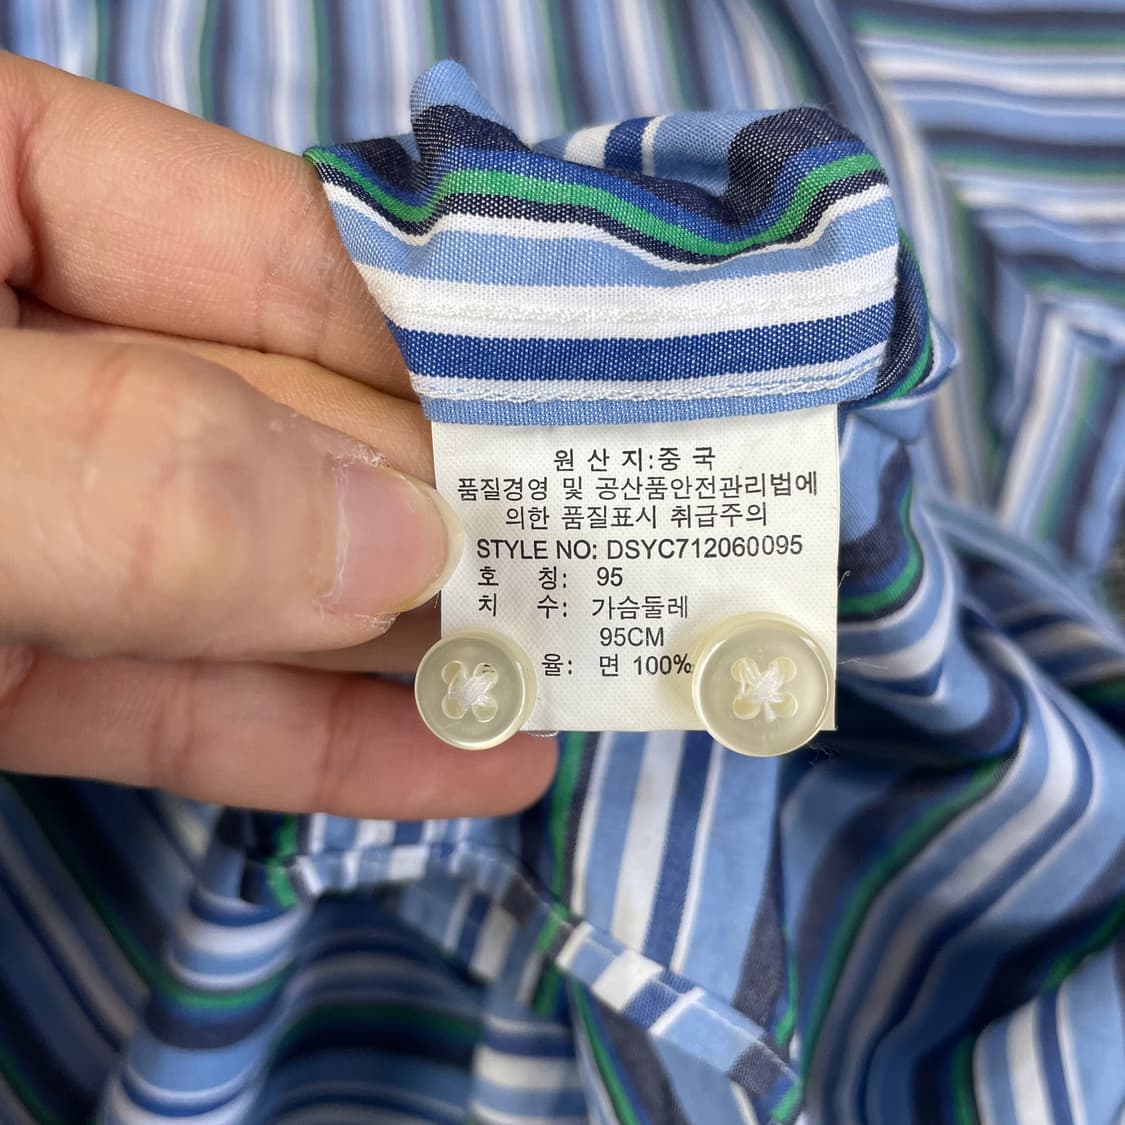 원 산 지:중 국
품질경영 및 공산품안전관리법에
의한 품질표시 취급주의
STYLE NO: DSYC712060095
호 칭: 95
치 수: 가슴둘레
95CM
율: 면 100%